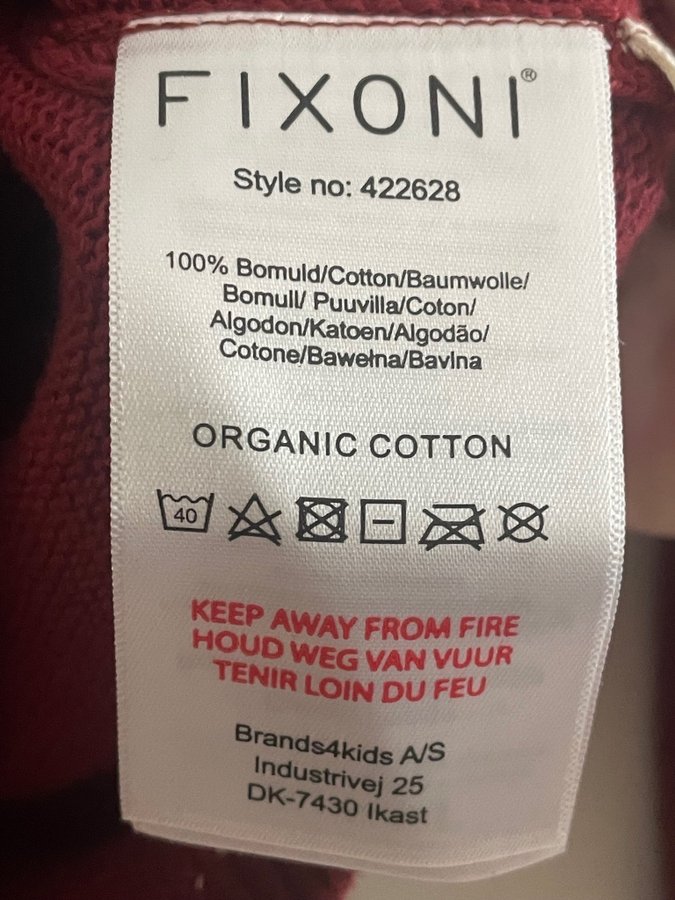 FIXONI®
Style no: 422628
100% Bomuld/Cotton/Baumwolle/
Bomull/ Puuvilla/Coton/
Algodon/Katoen/Algodão/
Cotone/Bawełna/Bavlna
ORGANIC COTTON
40
KEEP AWAY FROM FIRE
HOUD WEG VAN VUUR
TENIR LOIN DU FEU
Brands4kids A/S
Industrivej 25
DK-7430 Ikast